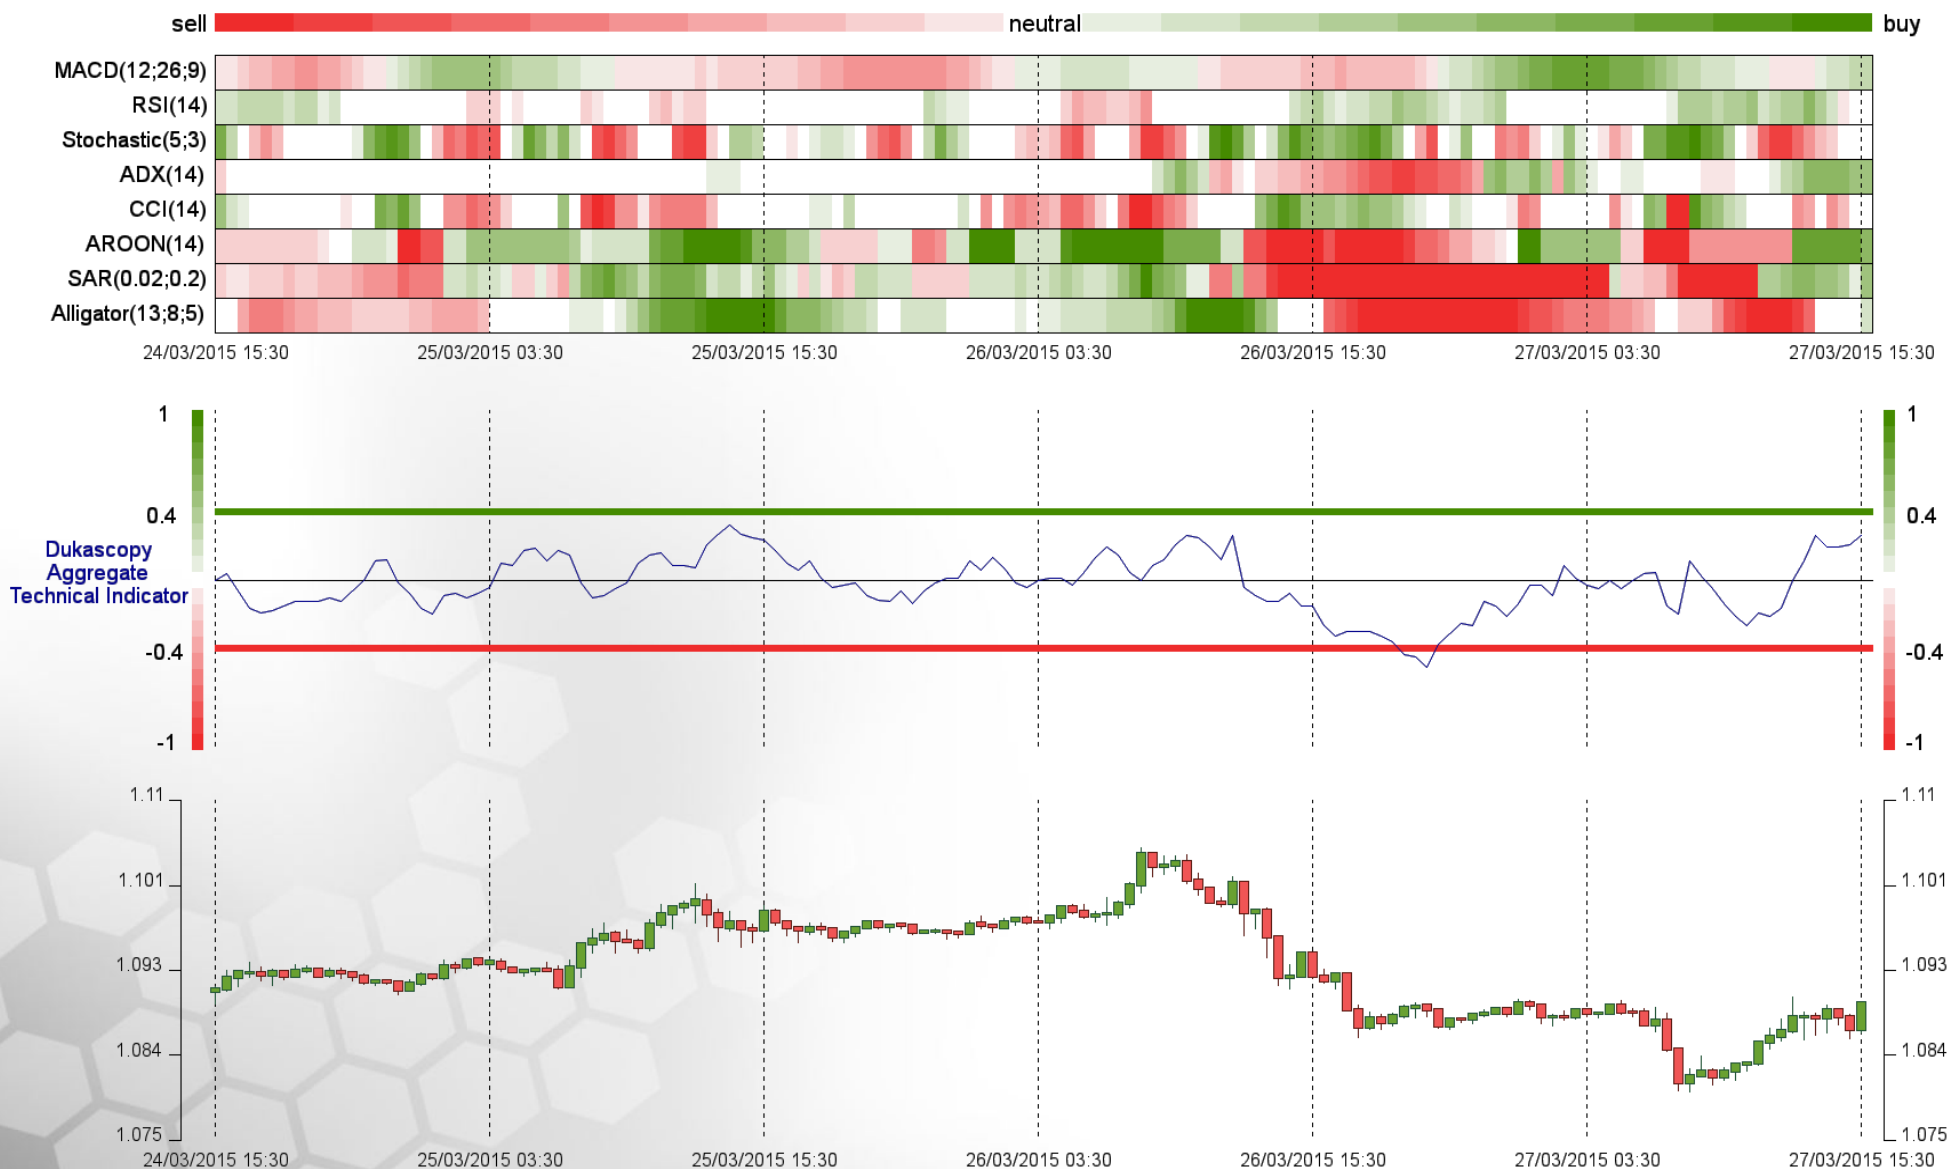 sell neutral buy
MACD(12;26;9)
RSI(14)
Stochastic(5;3)
ADX(14)
CCI(14)
AROON(14)
SAR(0.02;0.2)
Alligator(13;8;5)
24/03/2015 15:30 25/03/2015 03:30 25/03/2015 15:30 26/03/2015 03:30 26/03/2015 15:30 27/03/2015 03:30 27/03/2015 15:30
1 1
0.4 0.4
Dukascopy
Aggregate
Technical Indicator
-0.4 -0.4
-1 -1
1.11 1.11
1.101 1.101
1.093 1.093
1.084 1.084
1.075 1.075
24/03/2015 15:30 25/03/2015 03:30 25/03/2015 15:30 26/03/2015 03:30 26/03/2015 15:30 27/03/2015 03:30 27/03/2015 15:30